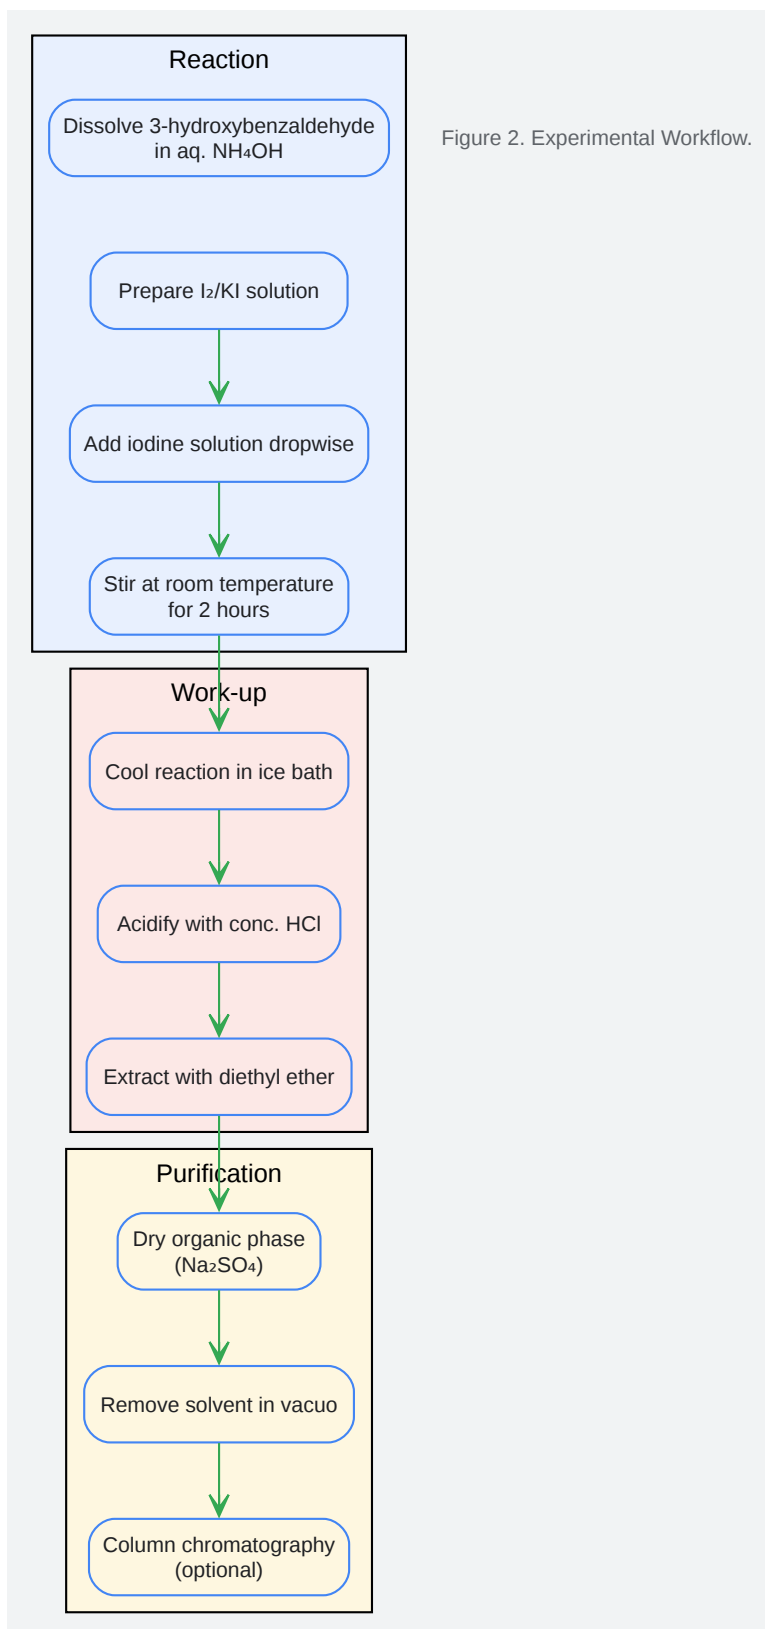 Reaction
Dissolve 3-hydroxybenzaldehyde
in aq. NH₄OH
Figure 2. Experimental Workflow.
Prepare I₂/KI solution
Add iodine solution dropwise
Stir at room temperature
for 2 hours
Work-up
Cool reaction in ice bath
Acidify with conc. HCl
Extract with diethyl ether
Purification
Dry organic phase
(Na₂SO₄)
Remove solvent in vacuo
Column chromatography
(optional)